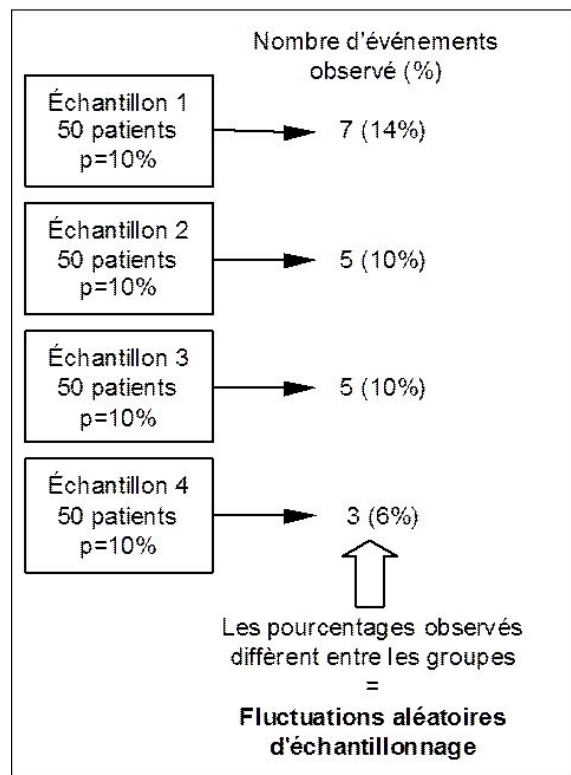 Nombre d'événements
observé (%)
Échantillon 1
50 patients
p=10%
7 (14%)
Échantillon 2
50 patients
p=10%
5 (10%)
Échantillon 3
50 patients
p=10%
5 (10%)
Échantillon 4
50 patients
p=10%
3 (6%)
Les pourcentages observés
diffèrent entre les groupes
=
Fluctuations aléatoires
d'échantillonnage